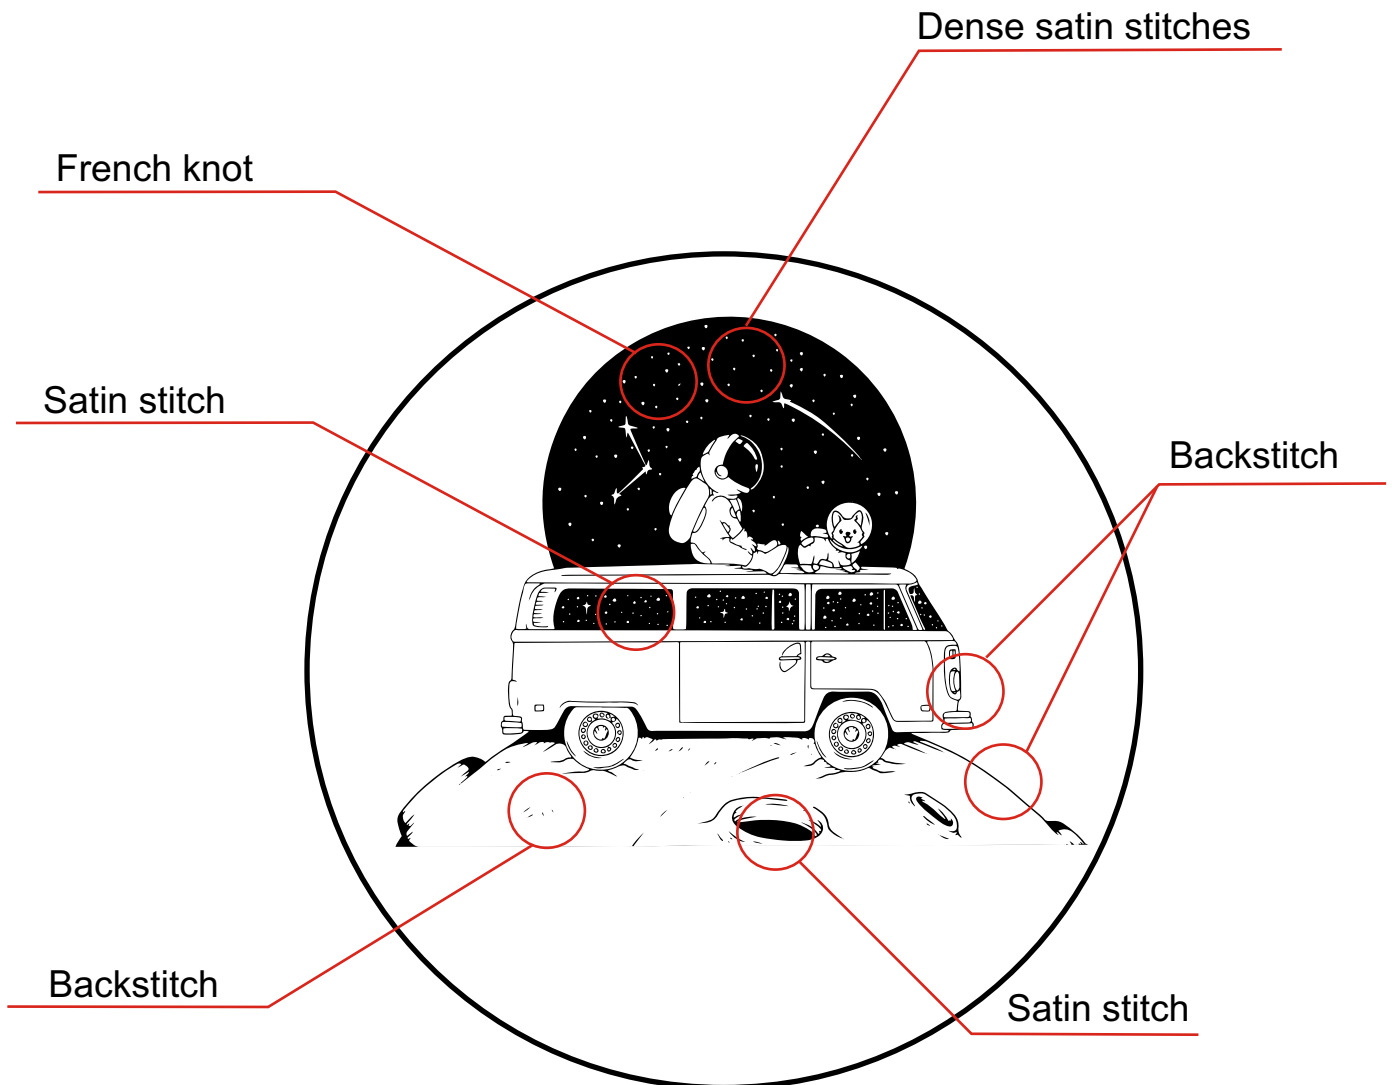 Dense satin stitches
French knot
Satin stitch
Backstitch
Backstitch
Satin stitch